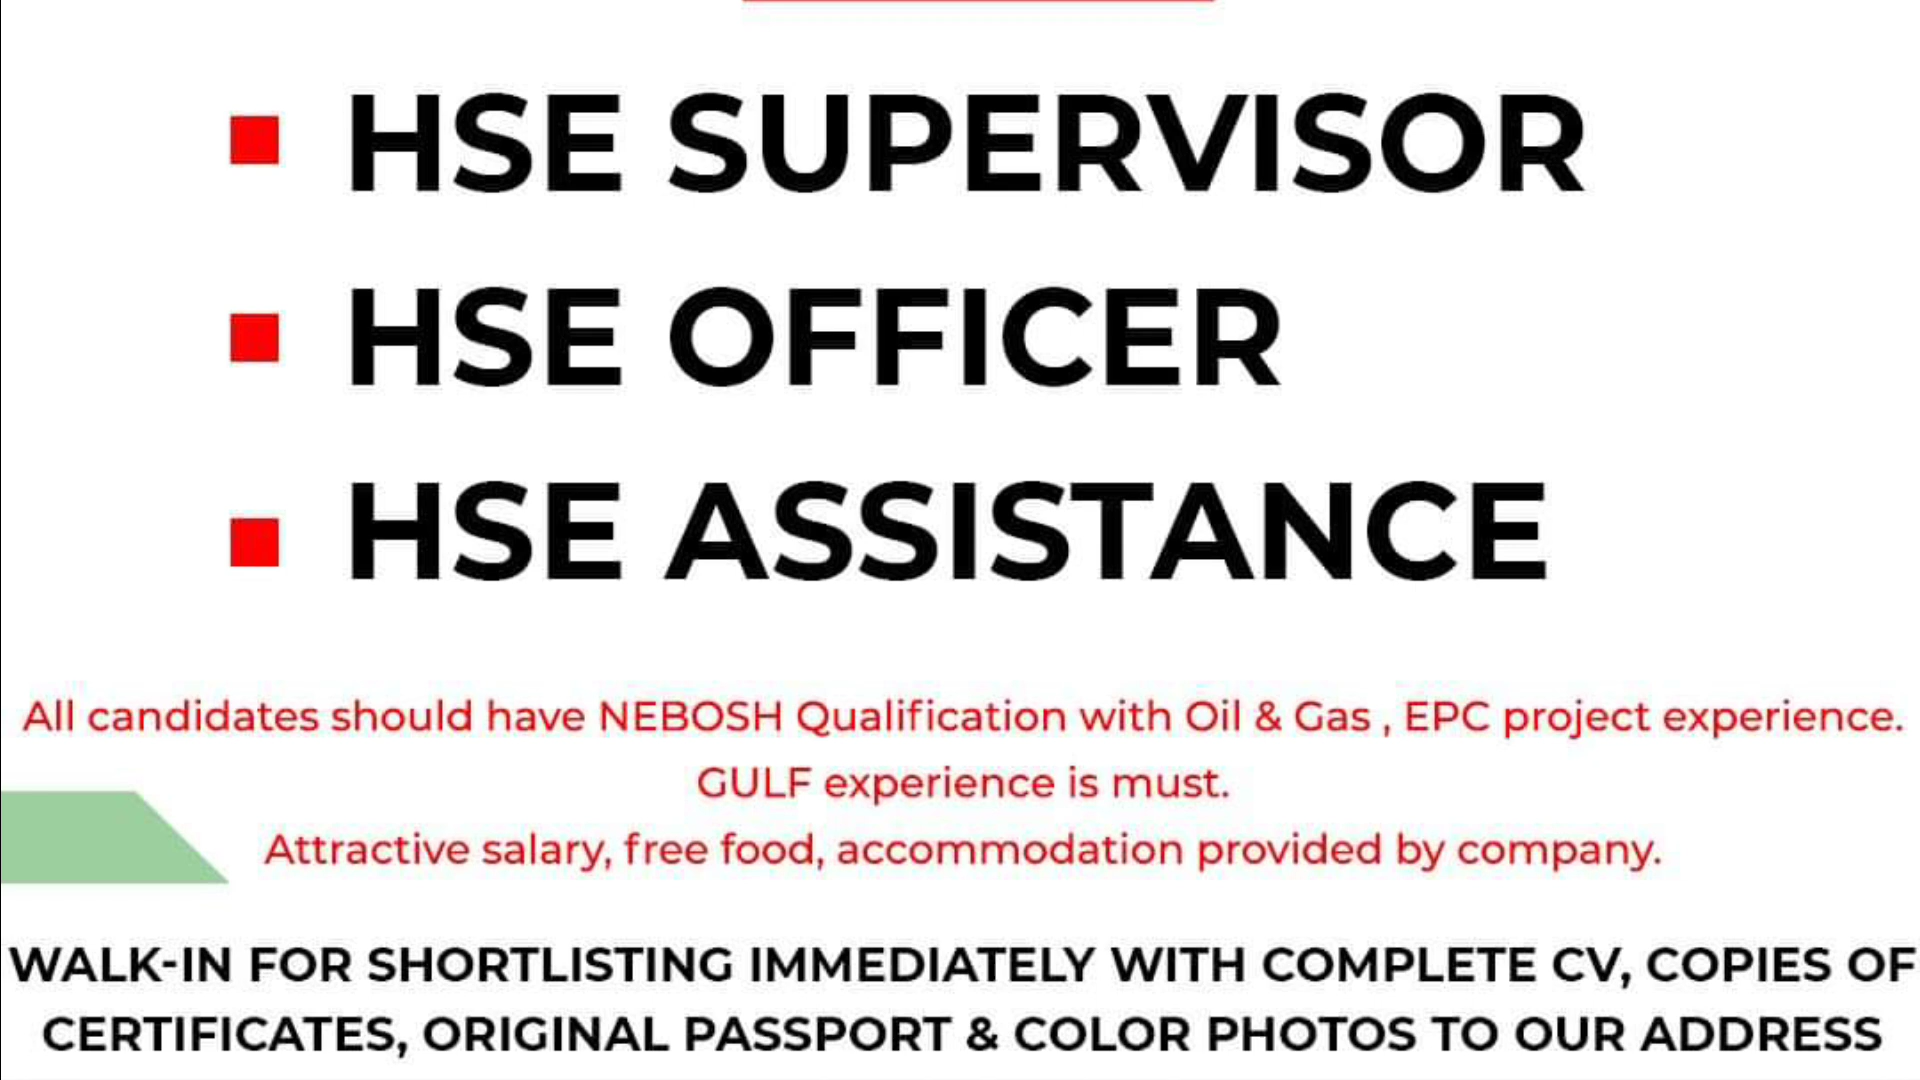 HSE SUPERVISOR
HSE OFFICER
HSE ASSISTANCE
All candidates should have NEBOSH Qualification with Oil & Gas , EPC project experience.
GULF experience is must.
Attractive salary, free food, accommodation provided by company.
WALK-IN FOR SHORTLISTING IMMEDIATELY WITH COMPLETE CV, COPIES OF
CERTIFICATES, ORIGINAL PASSPORT & COLOR PHOTOS TO OUR ADDRESS